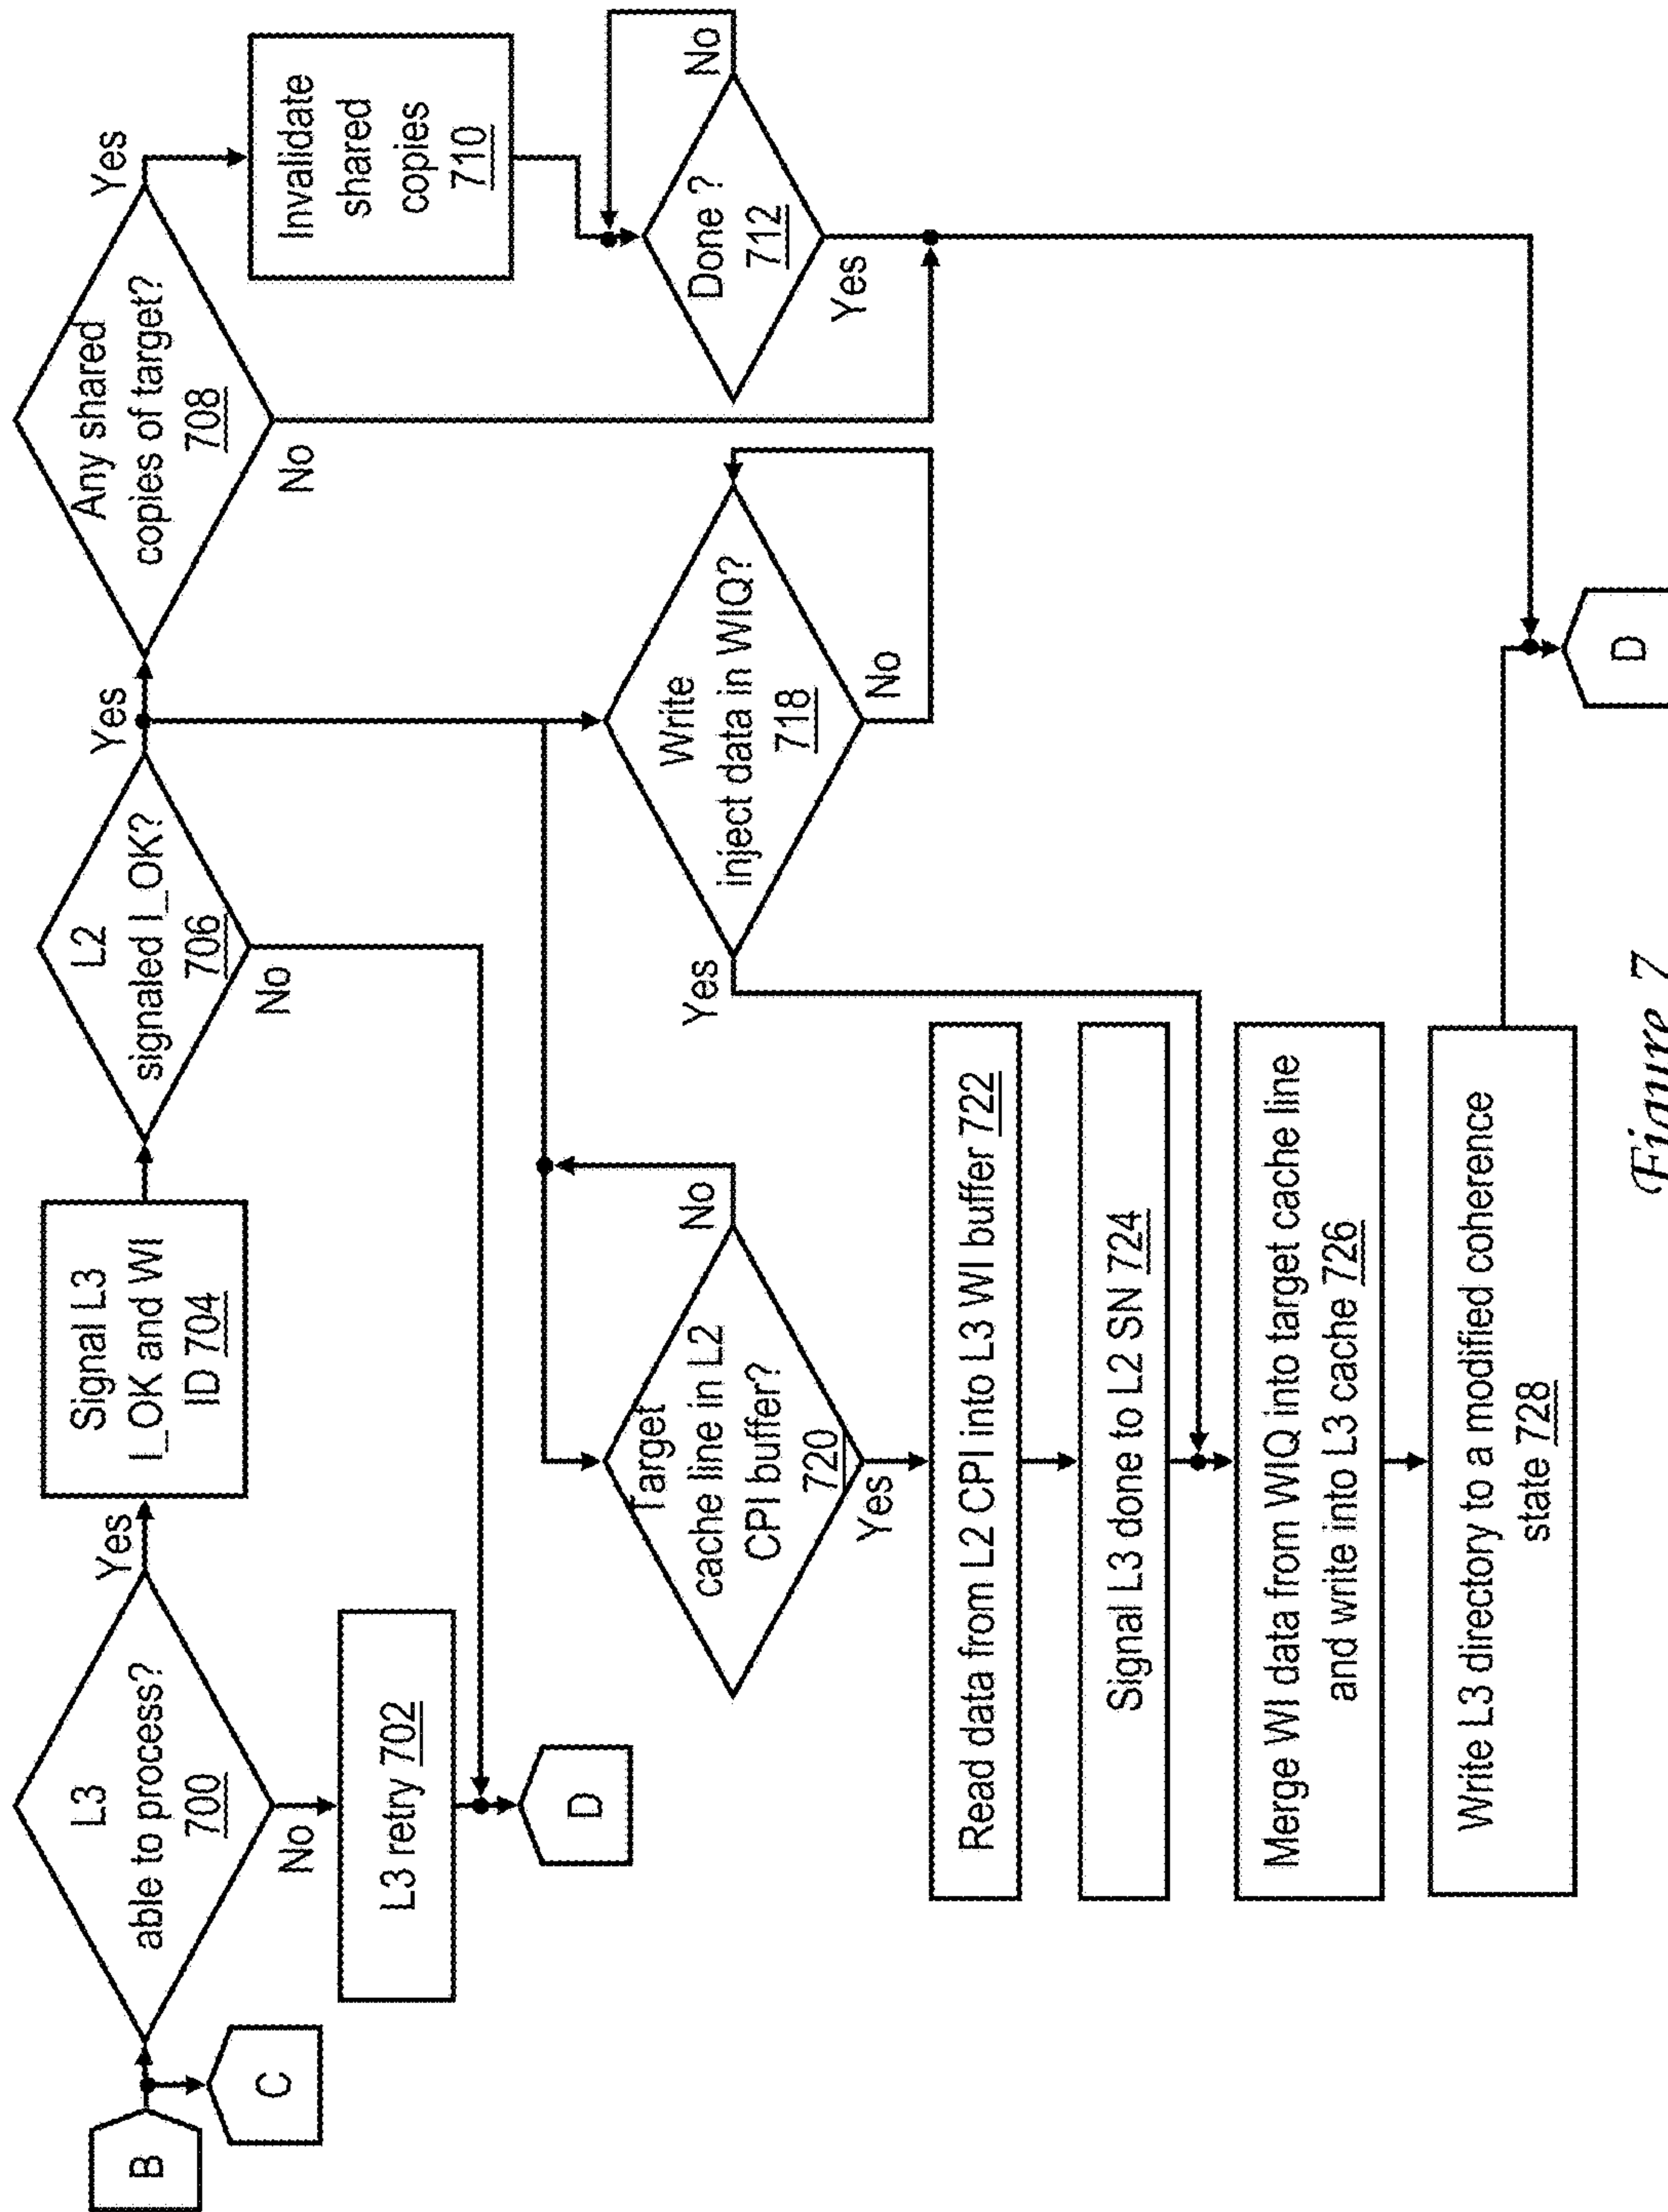 B
C
L3
able to process?
700
Yes
No
L3 retry 702
D
Signal L3
I_OK and WI
ID 704
L2
signaled I_OK?
706
Yes
No
Any shared
copies of target?
708
Yes
No
Invalidate
shared
copies
710
Done ?
712
No
Yes
Write
inject data in WIQ?
718
Yes
No
Target
cache line in L2
CPI buffer?
720
No
Yes
Read data from L2 CPI into L3 WI buffer 722
Signal L3 done to L2 SN 724
Merge WI data from WIQ into target cache line
and write into L3 cache 726
Write L3 directory to a modified coherence
state 728
D
Figure 7